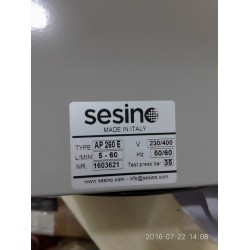 sesino
MADE IN ITALY
TYPE AP 260 E V 230/400
L/MIN 5 - 60 Hz 50/60
NR. 1603621 Test press bar 35
www.sesino.com - info@sesino.com
2016-07-22 14:08